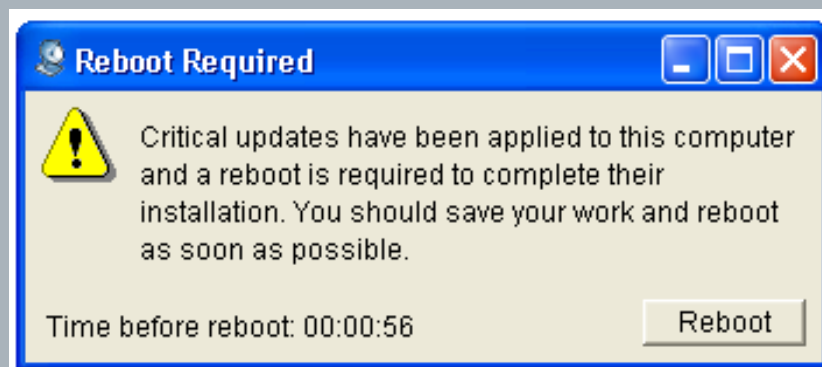 Reboot Required
Critical updates have been applied to this computer
and a reboot is required to complete their
installation. You should save your work and reboot
as soon as possible.
Time before reboot: 00:00:56
Reboot